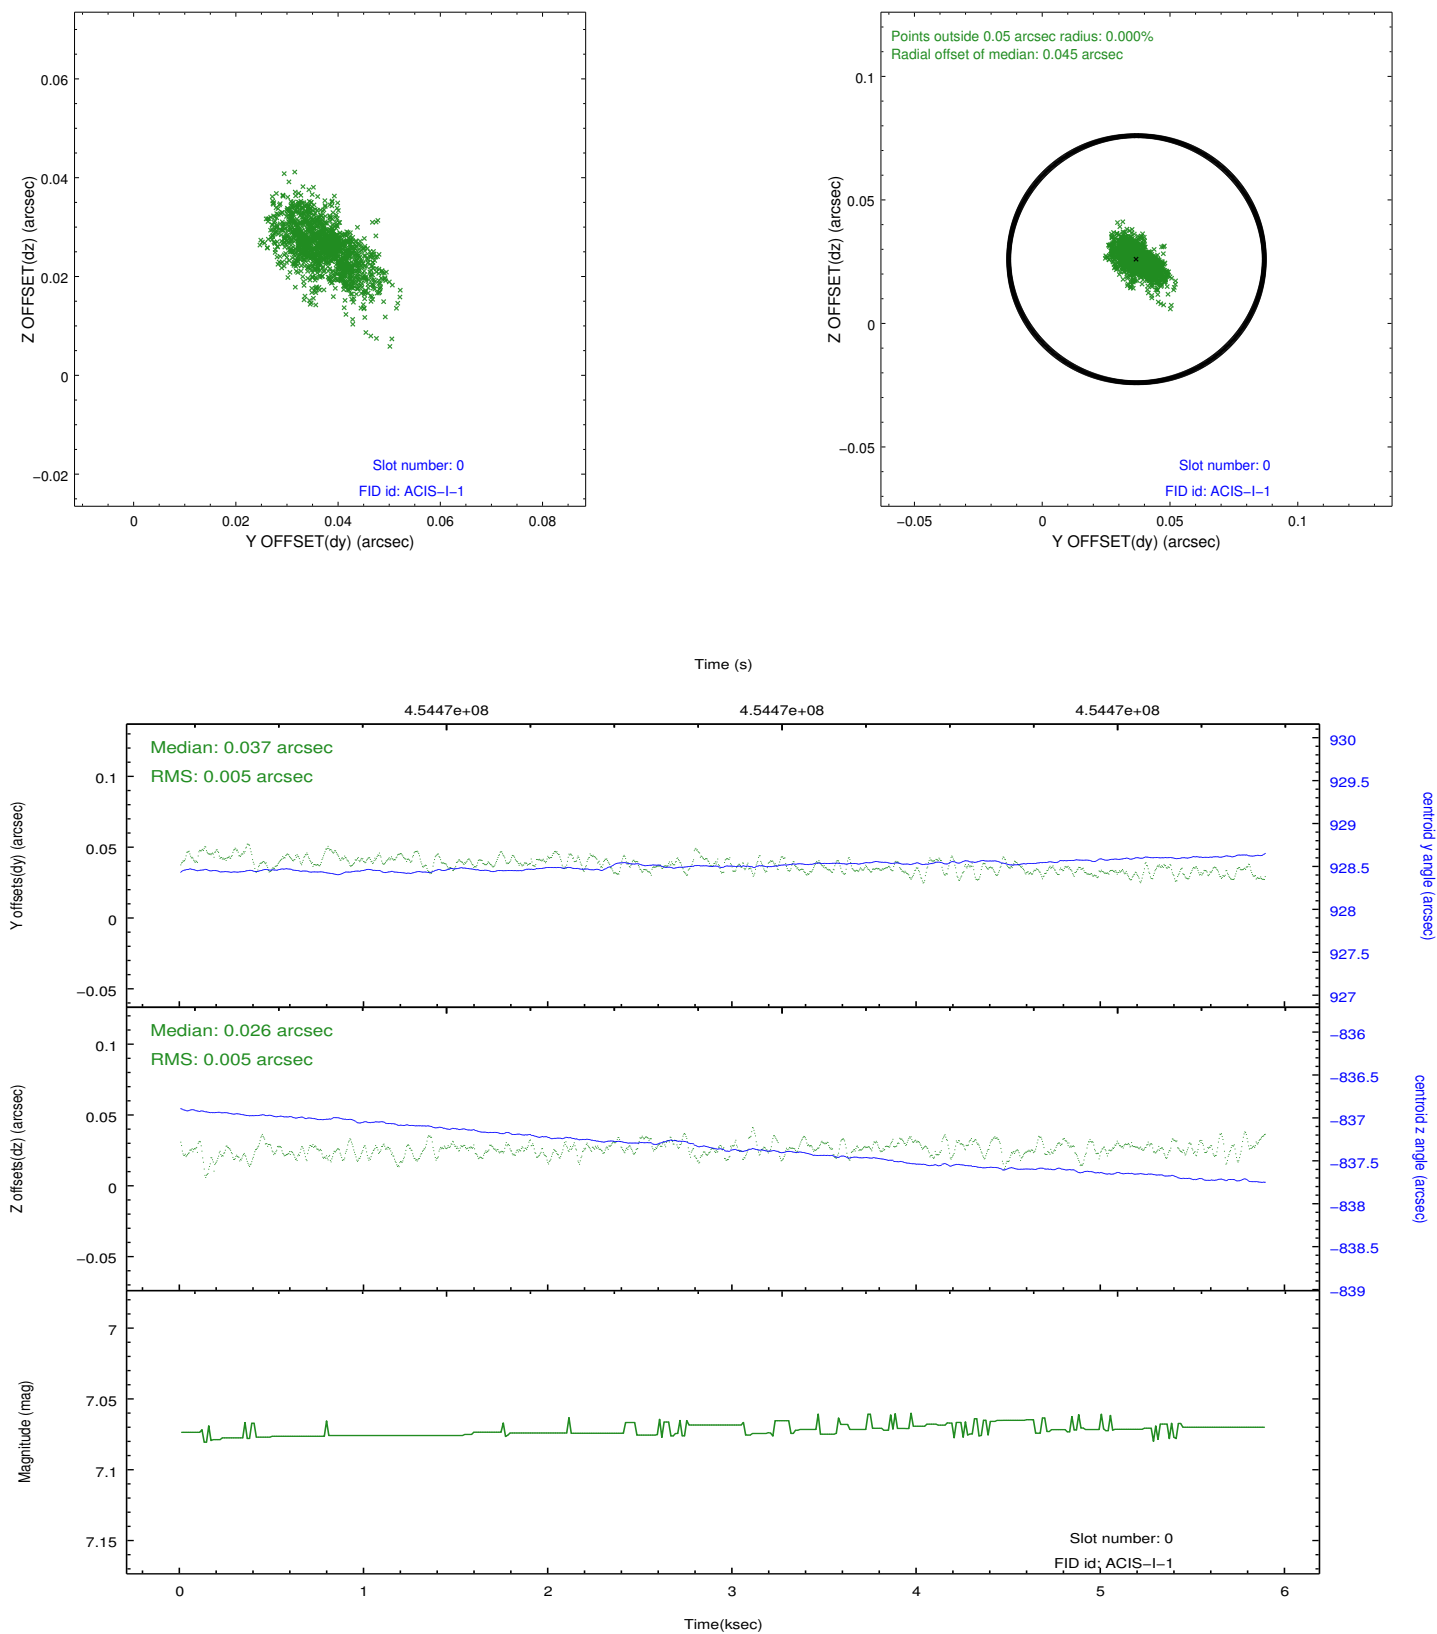 0.06
0.04
0.02
0
−0.02
Z OFFSET(dz) (arcsec)
Slot number: 0
FID id: ACIS−I−1
0 0.02 0.04 0.06 0.08
Y OFFSET(dy) (arcsec)
Points outside 0.05 arcsec radius: 0.000%
Radial offset of median: 0.045 arcsec
0.1
0.05
0
−0.05
Z OFFSET(dz) (arcsec)
Slot number: 0
FID id: ACIS−I−1
−0.05 0 0.05 0.1
Y OFFSET(dy) (arcsec)
Time (s)
4.5447e+08 4.5447e+08 4.5447e+08
Median: 0.037 arcsec
RMS: 0.005 arcsec
0.1
0.05
0
−0.05
Y offsets(dy) (arcsec)
930
929.5
929
928.5
928
927.5
927
centroid y angle (arcsec)
Median: 0.026 arcsec
RMS: 0.005 arcsec
0.1
0.05
0
−0.05
Z offsets(dz) (arcsec)
−836
−836.5
−837
−837.5
−838
−838.5
−839
centroid z angle (arcsec)
7
7.05
7.1
7.15
Magnitude (mag)
Slot number: 0
FID id: ACIS−I−1
0 1 2 3 4 5 6
Time(ksec)